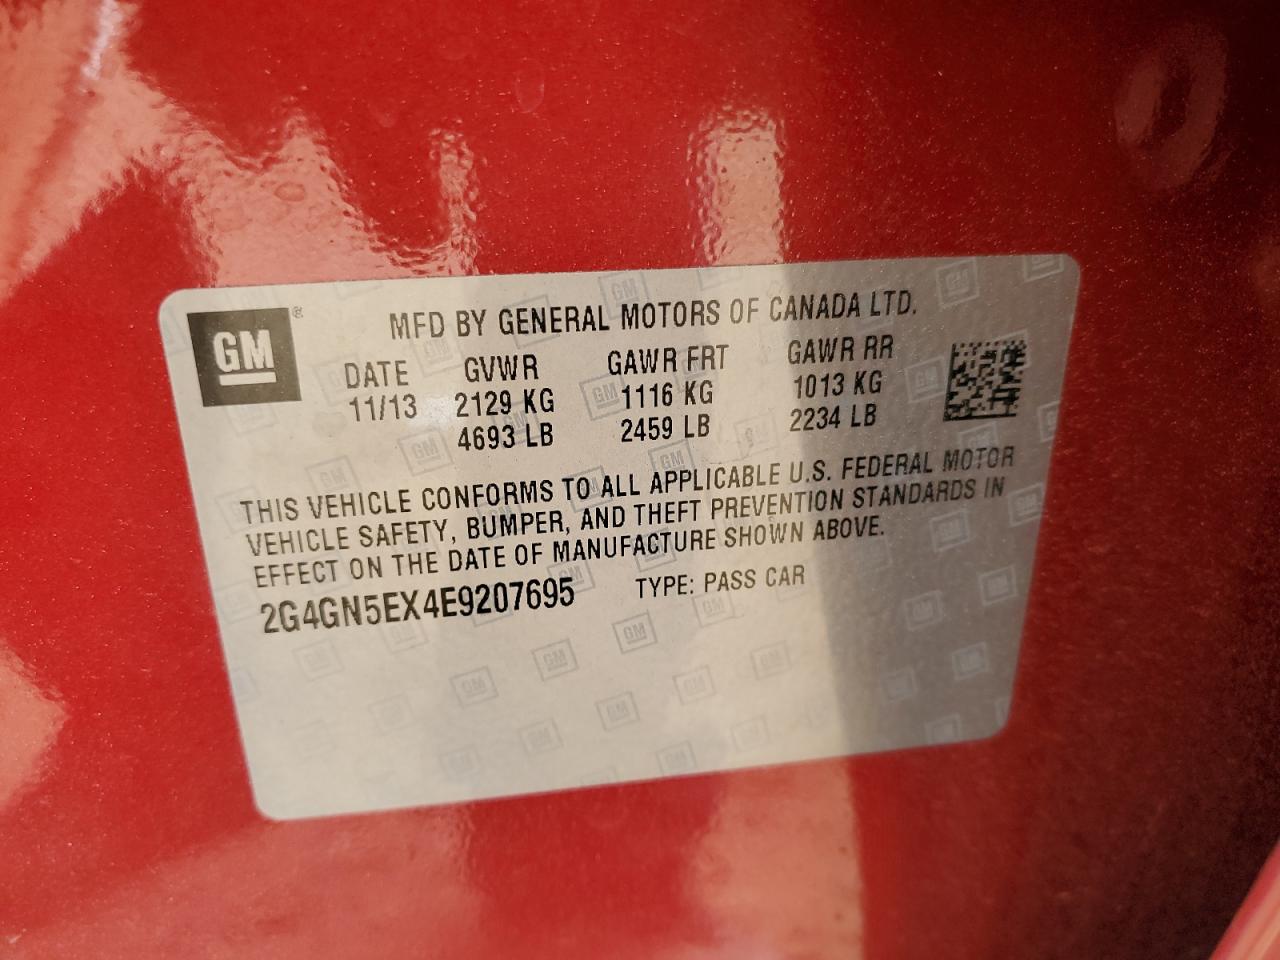 GM ®
MFD BY GENERAL MOTORS OF CANADA LTD.
DATE GVWR GAWR FRT GAWR RR
11/13 2129 KG 1116 KG 1013 KG
4693 LB 2459 LB 2234 LB
THIS VEHICLE CONFORMS TO ALL APPLICABLE U.S. FEDERAL MOTOR
VEHICLE SAFETY, BUMPER, AND THEFT PREVENTION STANDARDS IN
EFFECT ON THE DATE OF MANUFACTURE SHOWN ABOVE.
2G4GN5EX4E9207695 TYPE: PASS CAR